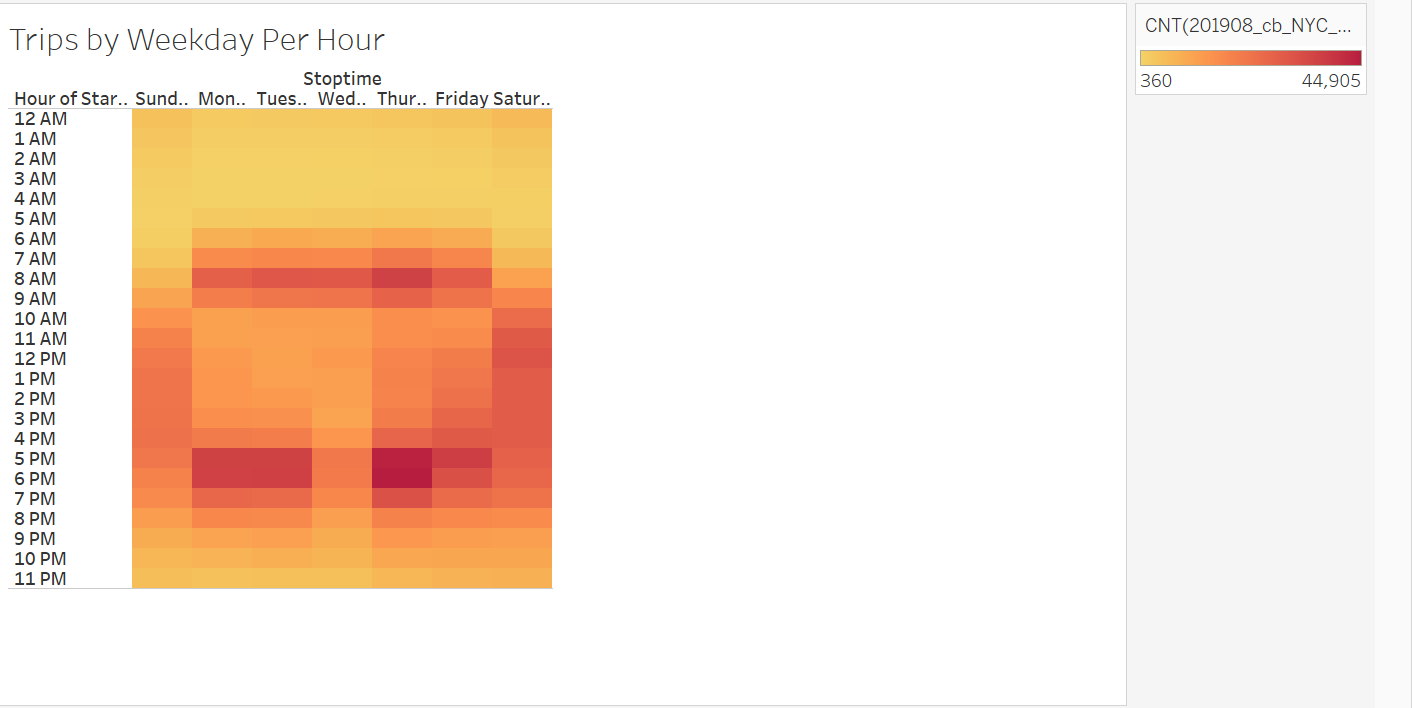 Trips by Weekday Per Hour
Stoptime
Hour of Star.. Sund.. Mon.. Tues.. Wed.. Thur.. Friday Satur..
12 AM
1 AM
2 AM
3 AM
4 AM
5 AM
6 AM
7 AM
8 AM
9 AM
10 AM
11 AM
12 PM
1 PM
2 PM
3 PM
4 PM
5 PM
6 PM
7 PM
8 PM
9 PM
10 PM
11 PM
CNT(201908_cb_NYC_...
360 44,905